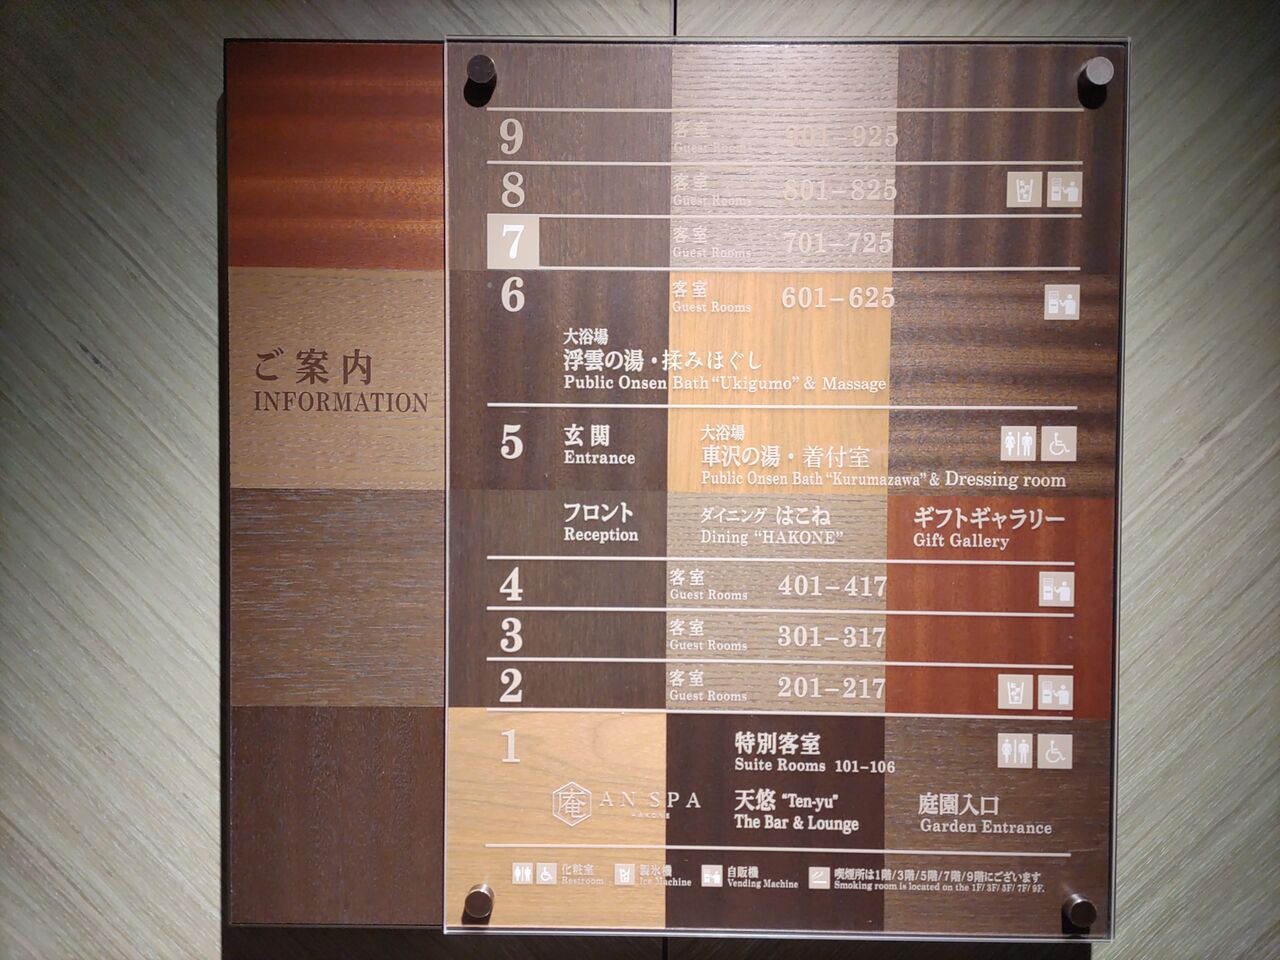 ご案内
INFORMATION
9 客室 901–925
Guest Rooms
8 客室 801–825
Guest Rooms
7 客室 701–725
Guest Rooms
6 客室 601–625
Guest Rooms
大浴場
浮雲の湯・揉みほぐし
Public Onsen Bath “Ukigumo” & Massage
5 玄関
Entrance
大浴場
車沢の湯・着付室
Public Onsen Bath “Kurumazawa” & Dressing room
フロント
Reception
ダイニング はこね
Dining “HAKONE”
ギフトギャラリー
Gift Gallery
4 客室 401–417
Guest Rooms
3 客室 301–317
Guest Rooms
2 客室 201–217
Guest Rooms
1
特別客室
Suite Rooms 101–106
庵 AN SPA
HAKONE
天悠 “Ten-yu”
The Bar & Lounge
庭園入口
Garden Entrance
化粧室
Restroom
製氷機
Ice Machine
自販機
Vending Machine
喫煙所は1階/3階/5階/7階/9階にございます
Smoking room is located on the 1F/3F/5F/7F/9F.